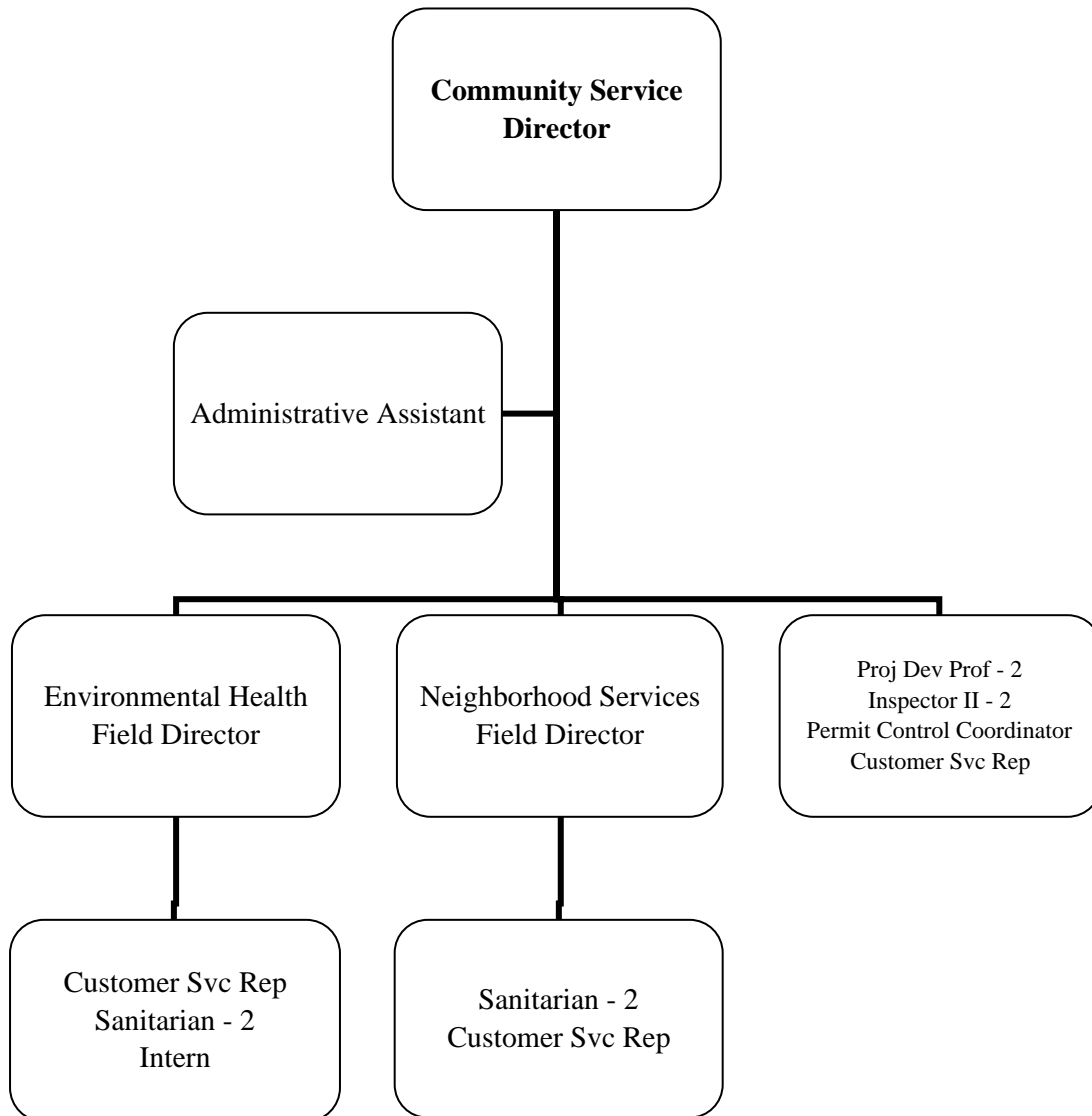 Community Service
Director
Administrative Assistant
Environmental Health
Field Director
Neighborhood Services
Field Director
Proj Dev Prof - 2
Inspector II - 2
Permit Control Coordinator
Customer Svc Rep
Customer Svc Rep
Sanitarian - 2
Intern
Sanitarian - 2
Customer Svc Rep